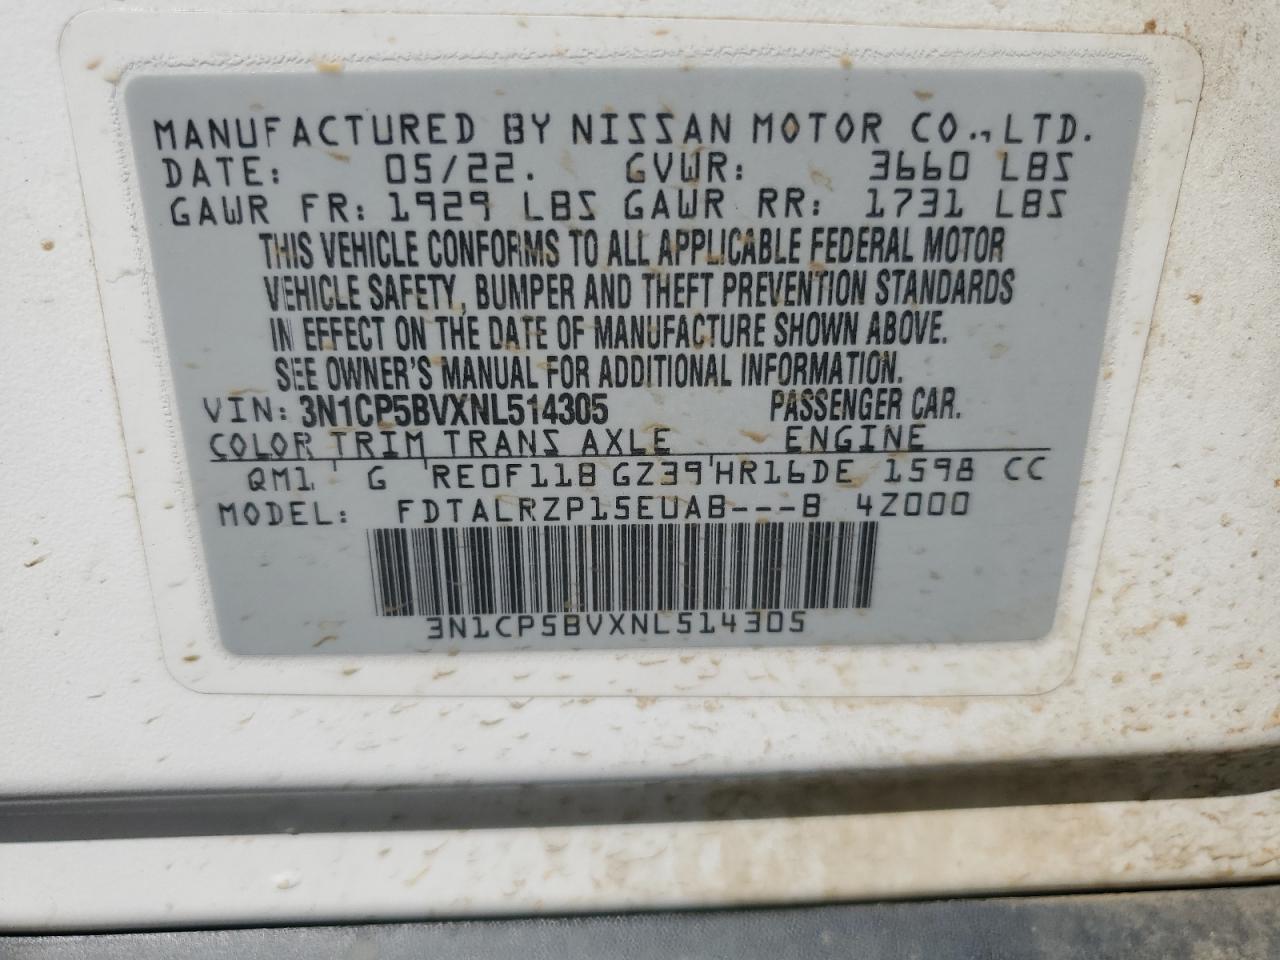 MANUFACTURED BY NISSAN MOTOR CO., LTD.
DATE: 05/22. GVWR: 3660 LBS
GAWR FR: 1929 LBS GAWR RR: 1731 LBS
THIS VEHICLE CONFORMS TO ALL APPLICABLE FEDERAL MOTOR
VEHICLE SAFETY, BUMPER AND THEFT PREVENTION STANDARDS
IN EFFECT ON THE DATE OF MANUFACTURE SHOWN ABOVE.
SEE OWNER'S MANUAL FOR ADDITIONAL INFORMATION.
VIN: 3N1CP5BVXNL514305 PASSENGER CAR.
COLOR TRIM TRANS AXLE ENGINE
QM1 G RE0F11B GZ39 HR16DE 1598 CC
MODEL: FDTALRZP15EUAB---B 4Z000
3N1CP5BVXNL514305